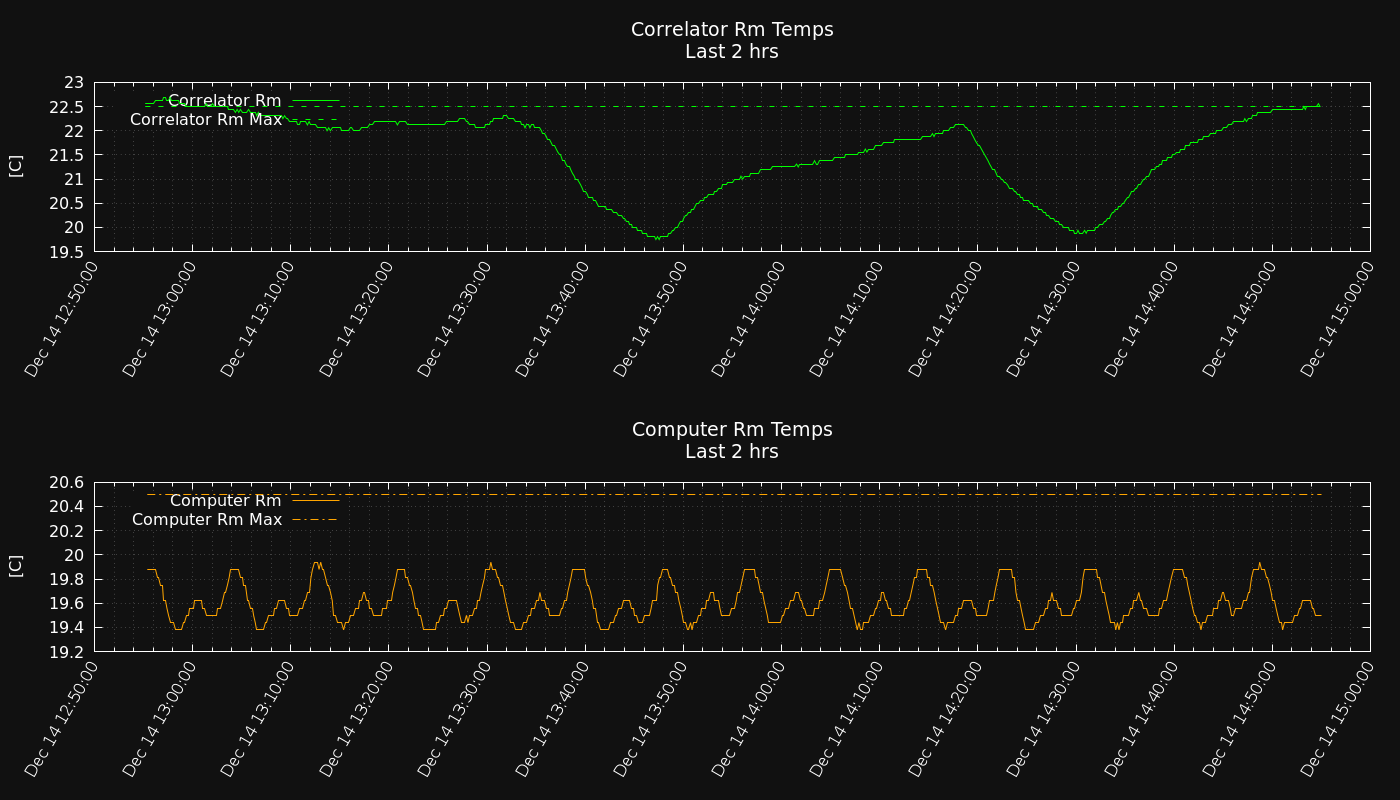 Correlator Rm Temps
Last 2 hrs
23
22.5
22
21.5
21
20.5
20
19.5
[C]
Correlator Rm
Correlator Rm Max
Dec 14 12:50:00
Dec 14 13:00:00
Dec 14 13:10:00
Dec 14 13:20:00
Dec 14 13:30:00
Dec 14 13:40:00
Dec 14 13:50:00
Dec 14 14:00:00
Dec 14 14:10:00
Dec 14 14:20:00
Dec 14 14:30:00
Dec 14 14:40:00
Dec 14 14:50:00
Dec 14 15:00:00
Computer Rm Temps
Last 2 hrs
20.6
20.4
20.2
20
19.8
19.6
19.4
19.2
[C]
Computer Rm
Computer Rm Max
Dec 14 12:50:00
Dec 14 13:00:00
Dec 14 13:10:00
Dec 14 13:20:00
Dec 14 13:30:00
Dec 14 13:40:00
Dec 14 13:50:00
Dec 14 14:00:00
Dec 14 14:10:00
Dec 14 14:20:00
Dec 14 14:30:00
Dec 14 14:40:00
Dec 14 14:50:00
Dec 14 15:00:00